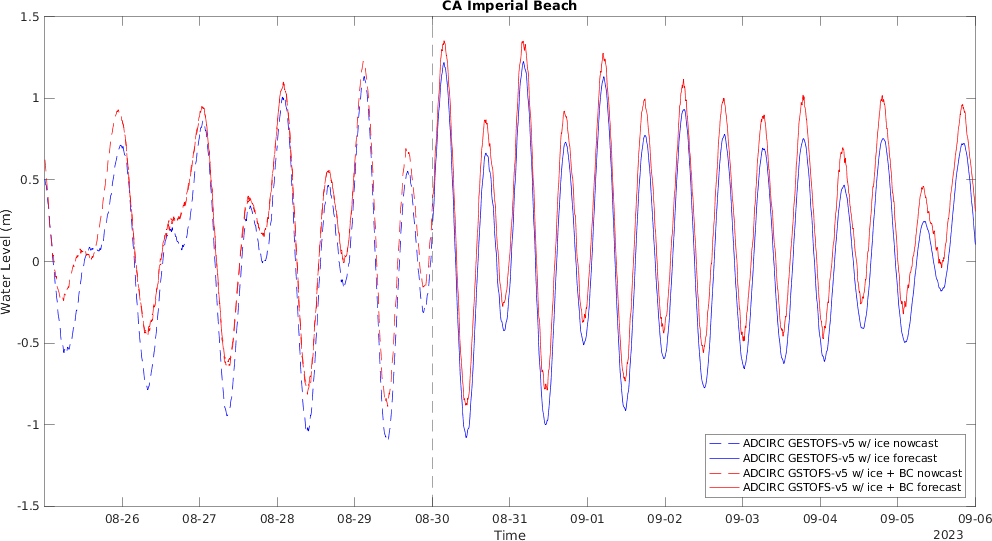 CA Imperial Beach
Water Level (m)
1.5
1
0.5
0
-0.5
-1
-1.5
ADCIRC GESTOFS-v5 w/ ice nowcast
ADCIRC GESTOFS-v5 w/ ice forecast
ADCIRC GSTOFS-v5 w/ ice + BC nowcast
ADCIRC GSTOFS-v5 w/ ice + BC forecast
08-26 08-27 08-28 08-29 08-30 08-31 09-01 09-02 09-03 09-04 09-05 09-06
Time
2023